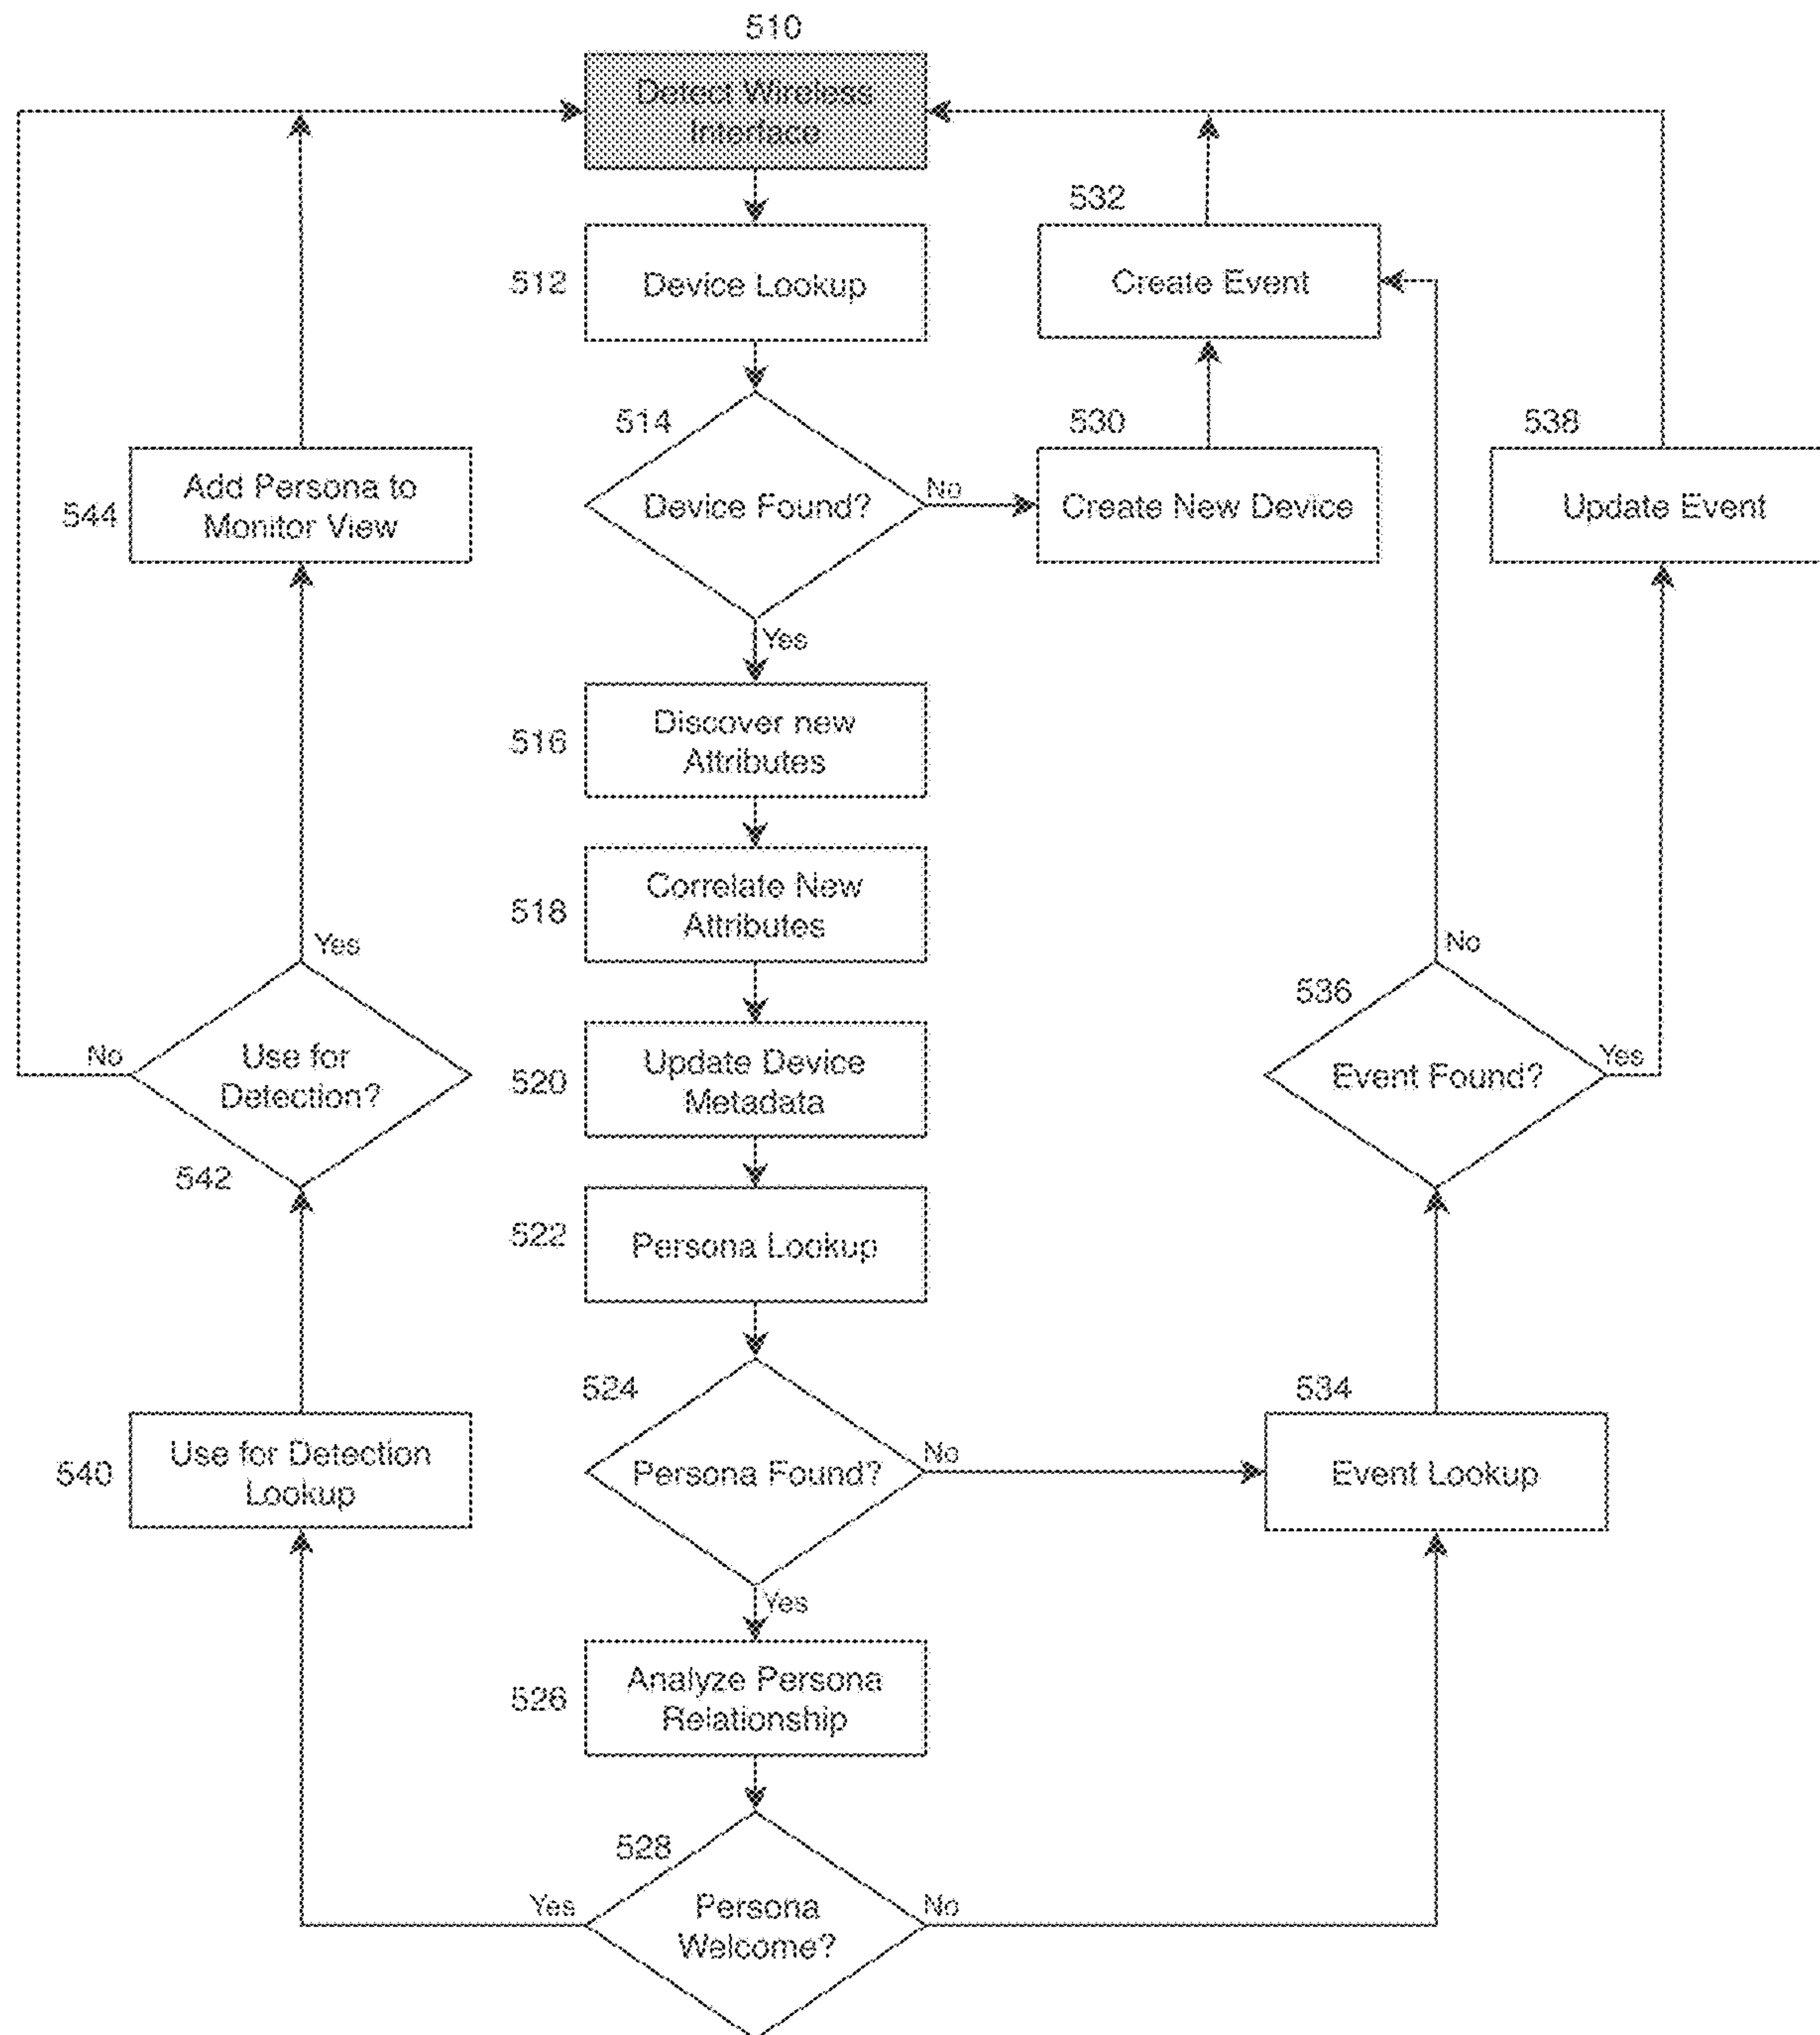 510
Detect Wireless
Interface
532
512
Device Lookup
Create Event
514
530
538
544
Add Persona to
Monitor View
Device Found?
No
Create New Device
Update Event
Yes
516
Discover new
Attributes
518
Correlate New
Attributes
Yes
No
536
No
Use for
Detection?
542
520
Update Device
Metadata
Event Found?
Yes
522
Persona Lookup
524
534
540
Use for Detection
Lookup
Persona Found?
No
Event Lookup
Yes
526
Analyze Persona
Relationship
528
Yes
Persona
Welcome?
No